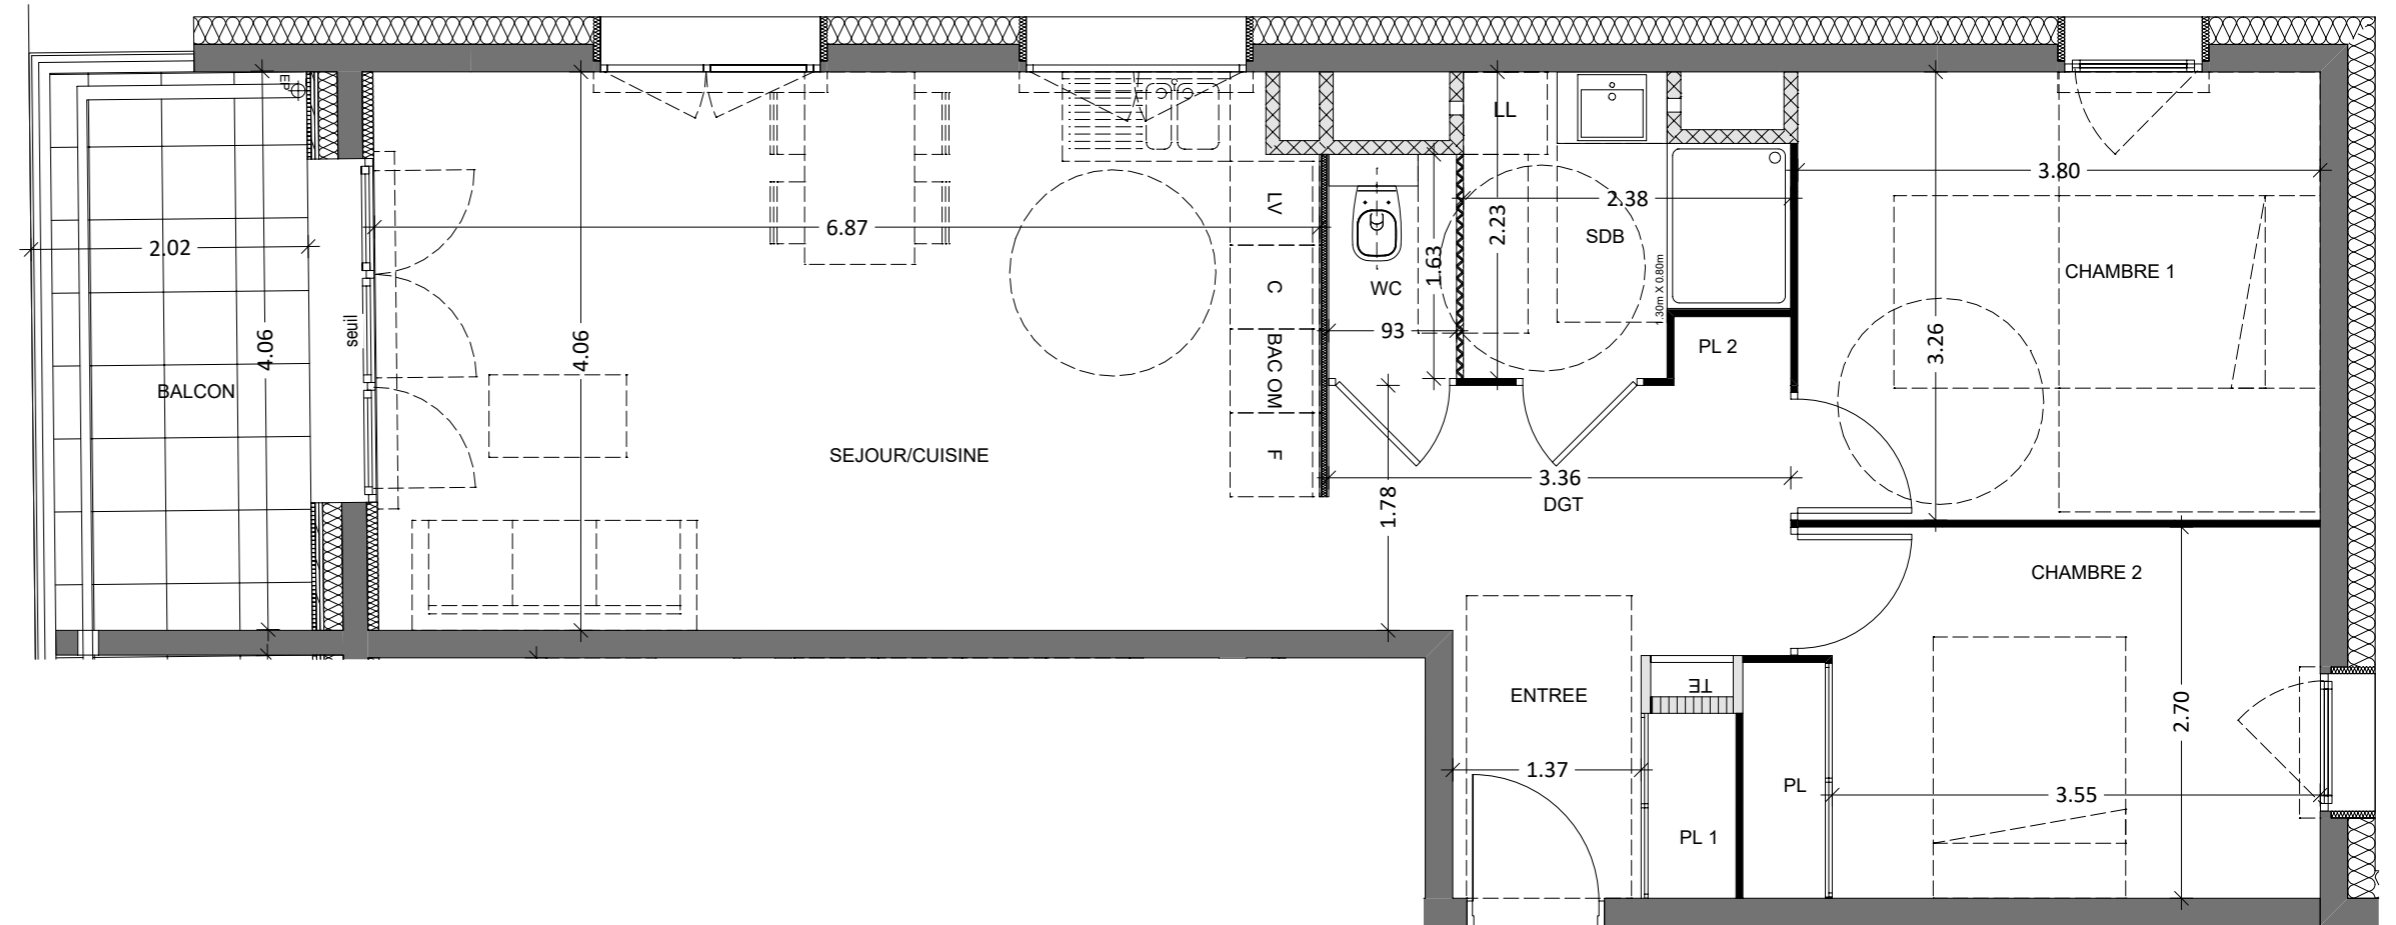 EP
LL
3.80
LV
2.38
2.02
6.87
2.23
SDB
1.63
CHAMBRE 1
WC
C
.30m X 0.80m
seuil
4.06
4.06
93
3.26
PL 2
BAC OM
BALCON
SEJOUR/CUISINE
F
3.36
1.78
DGT
CHAMBRE 2
TE
ENTREE
2.70
1.37
PL
3.55
PL 1